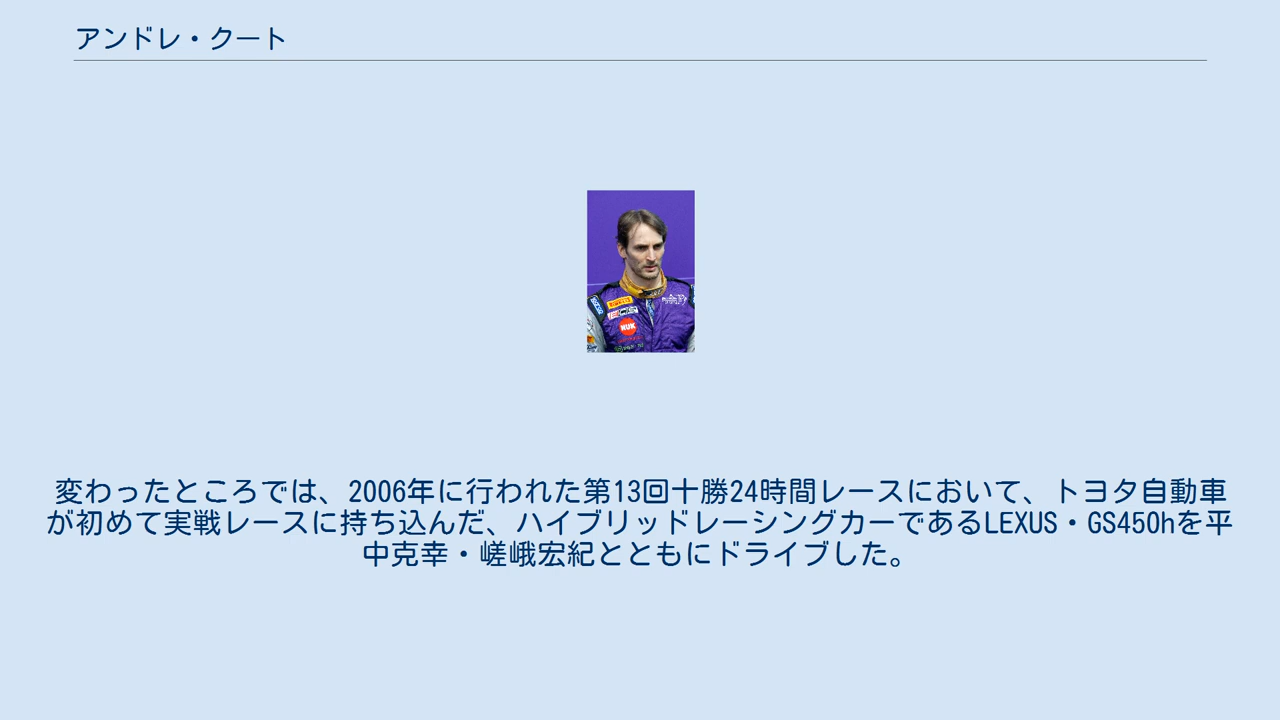 アンドレ・クート
NUK
変わったところでは、2006年に行われた第13回十勝24時間レースにおいて、トヨタ自動車
が初めて実戦レースに持ち込んだ、ハイブリッドレーシングカーであるLEXUS・GS450hを平
中克幸・嵯峨宏紀とともにドライブした。